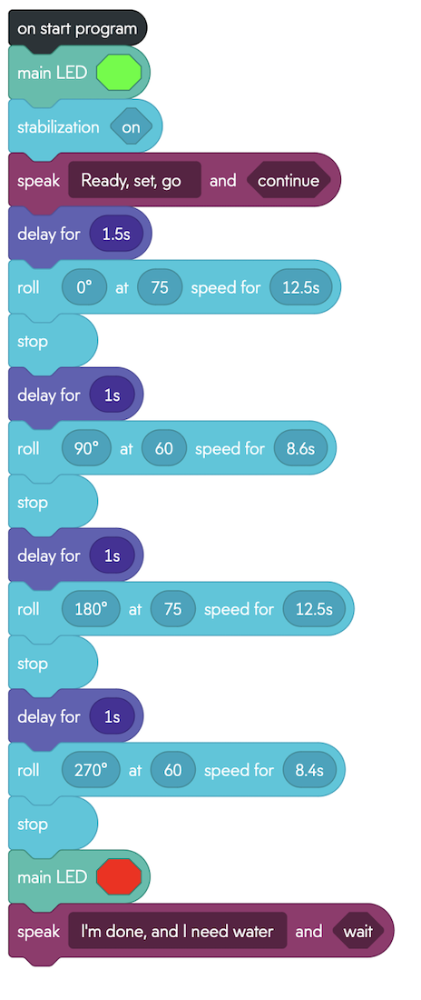 on start program
main LED
stabilization on
speak Ready, set, go and continue
delay for 1.5s
roll 0° at 75 speed for 12.5s
stop
delay for 1s
roll 90° at 60 speed for 8.6s
stop
delay for 1s
roll 180° at 75 speed for 12.5s
stop
delay for 1s
roll 270° at 60 speed for 8.4s
stop
main LED
speak I'm done, and I need water and wait